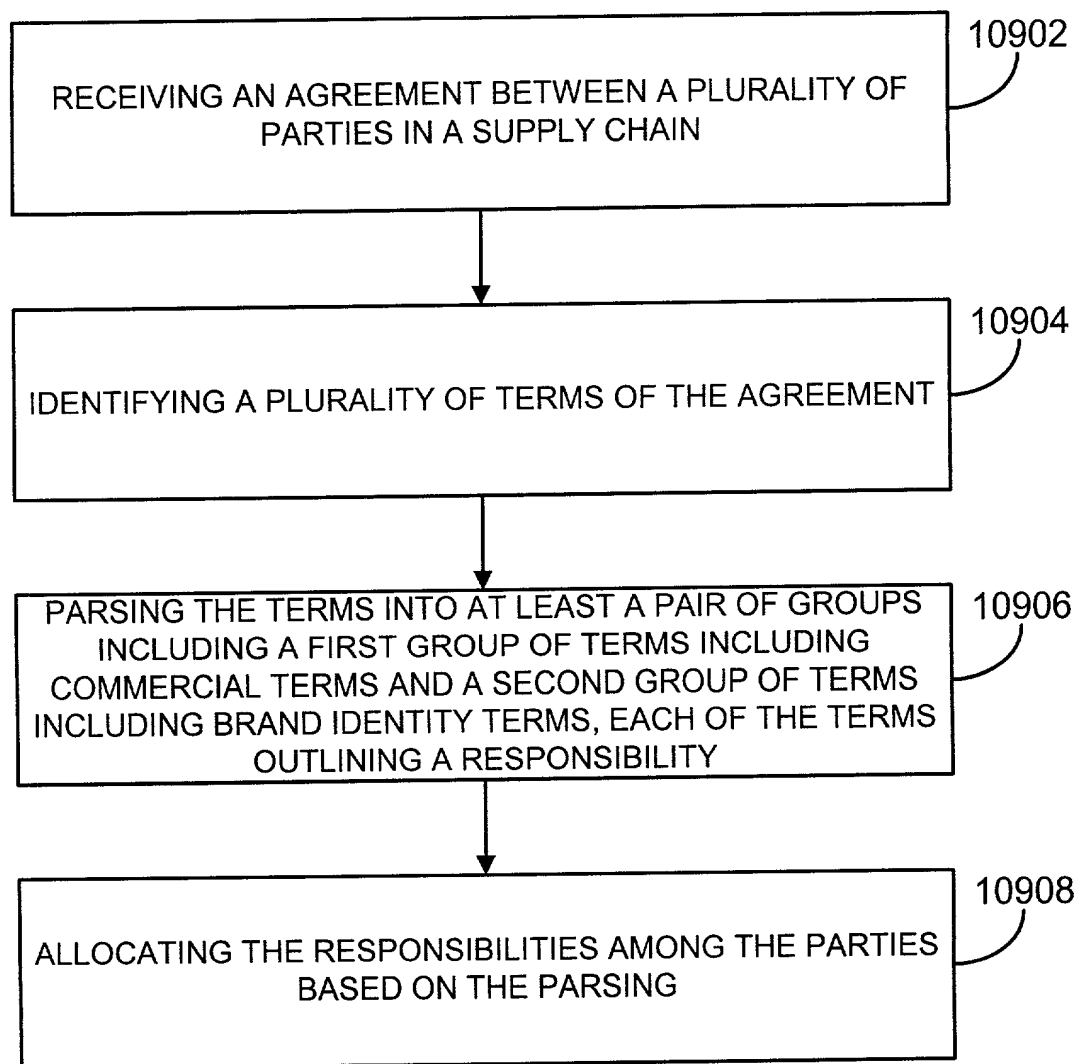 10902
RECEIVING AN AGREEMENT BETWEEN A PLURALITY OF
PARTIES IN A SUPPLY CHAIN
10904
IDENTIFYING A PLURALITY OF TERMS OF THE AGREEMENT
10906
PARSING THE TERMS INTO AT LEAST A PAIR OF GROUPS
INCLUDING A FIRST GROUP OF TERMS INCLUDING
COMMERCIAL TERMS AND A SECOND GROUP OF TERMS
INCLUDING BRAND IDENTITY TERMS, EACH OF THE TERMS
OUTLINING A RESPONSIBILITY
10908
ALLOCATING THE RESPONSIBILITIES AMONG THE PARTIES
BASED ON THE PARSING